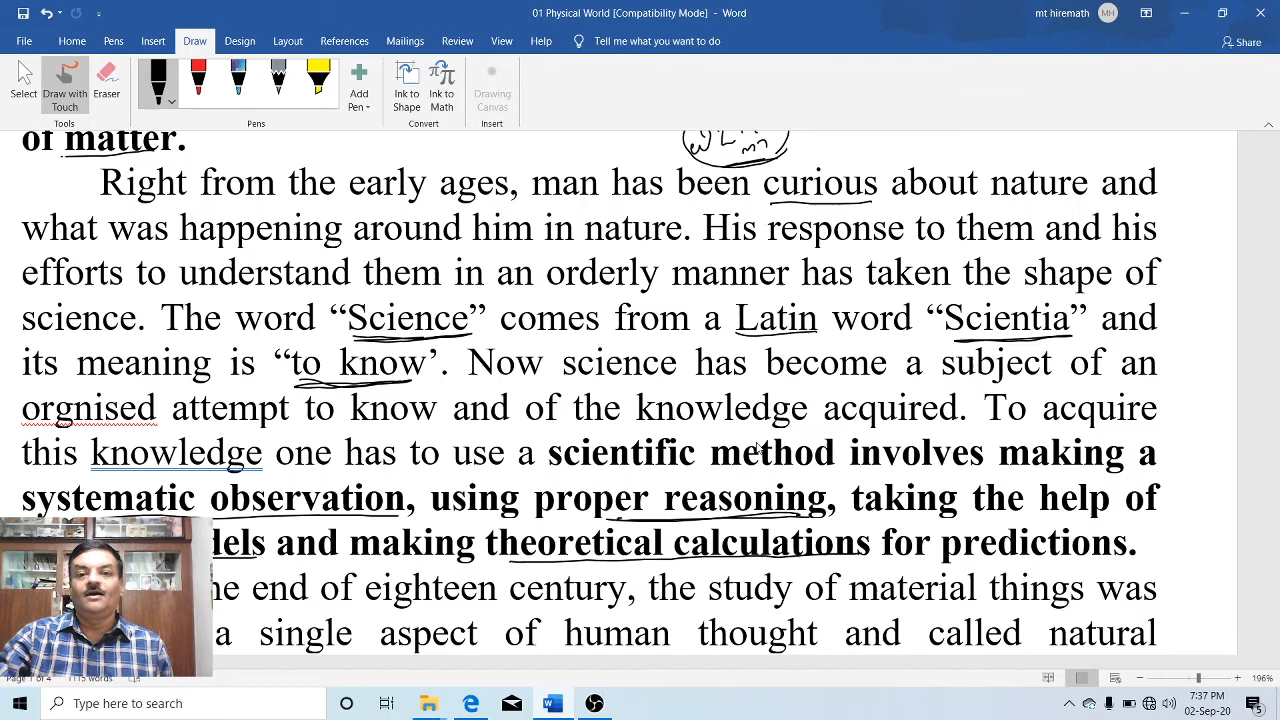 01 Physical World [Compatibility Mode] - Word
mt hiremath MH
File Home Pens Insert Draw Design Layout References Mailings Review View Help Tell me what you want to do Share
Select Draw with Touch Eraser Add Pen Ink to Shape Ink to Math Drawing Canvas
Tools Pens Convert Insert
of matter.
Right from the early ages, man has been curious about nature and
what was happening around him in nature. His response to them and his
efforts to understand them in an orderly manner has taken the shape of
science. The word “Science” comes from a Latin word “Scientia” and
its meaning is “to know’. Now science has become a subject of an
orgnised attempt to know and of the knowledge acquired. To acquire
this knowledge one has to use a scientific method involves making a
systematic observation, using proper reasoning, taking the help of
dels and making theoretical calculations for predictions.
he end of eighteen century, the study of material things was
a single aspect of human thought and called natural
Page 1 of 4 1115 words 196%
Type here to search 7:37 PM
02-Sep-20 5